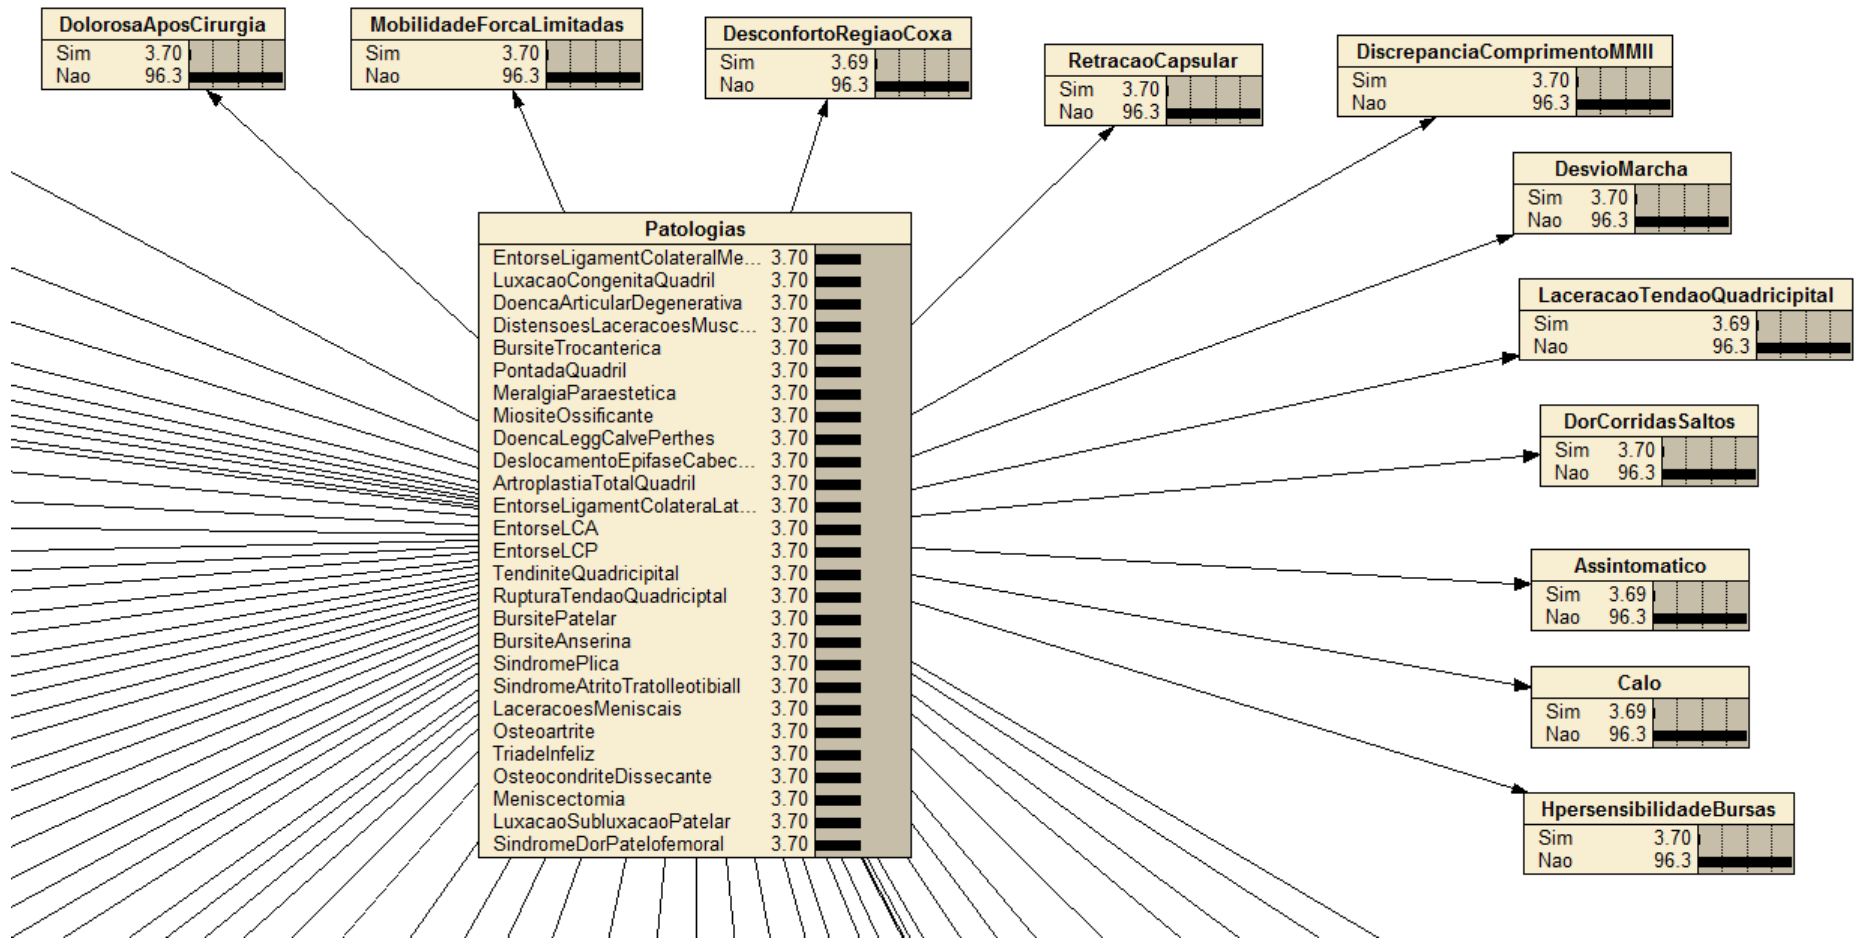 DolorosaAposCirurgia
Sim 3.70
Nao 96.3
MobilidadeForcaLimitadas
Sim 3.70
Nao 96.3
DesconfortoRegiaoCoxa
Sim 3.69
Nao 96.3
RetracaoCapsular
Sim 3.70
Nao 96.3
DiscrepanciaComprimentoMMII
Sim 3.70
Nao 96.3
DesvioMarcha
Sim 3.70
Nao 96.3
Patologias
EntorseLigamentColateralMe... 3.70
LuxacaoCongenitaQuadril 3.70
DoencaArticularDegenerativa 3.70
DistensoesLaceracoesMusc... 3.70
BursiteTrocanterica 3.70
PontadaQuadril 3.70
MeralgiaParaestetica 3.70
MiositeOssificante 3.70
DoencaLeggCalvePerthes 3.70
DeslocamentoEpifaseCabec... 3.70
ArtroplastiaTotalQuadril 3.70
EntorseLigamentColateraLat... 3.70
EntorseLCA 3.70
EntorseLCP 3.70
TendiniteQuadricipital 3.70
RupturaTendaoQuadriciptal 3.70
BursitePatelar 3.70
BursiteAnserina 3.70
SindromePlica 3.70
SindromeAtritoTratolleotibiall 3.70
LaceracoesMeniscais 3.70
Osteoartrite 3.70
TriadeInfeliz 3.70
OsteocondriteDissecante 3.70
Meniscectomia 3.70
LuxacaoSubluxacaoPatelar 3.70
SindromeDorPatelofemoral 3.70
LaceracaoTendaoQuadricipital
Sim 3.69
Nao 96.3
DorCorridasSaltos
Sim 3.70
Nao 96.3
Assintomatico
Sim 3.69
Nao 96.3
Calo
Sim 3.69
Nao 96.3
HpersensibilidadeBursas
Sim 3.70
Nao 96.3